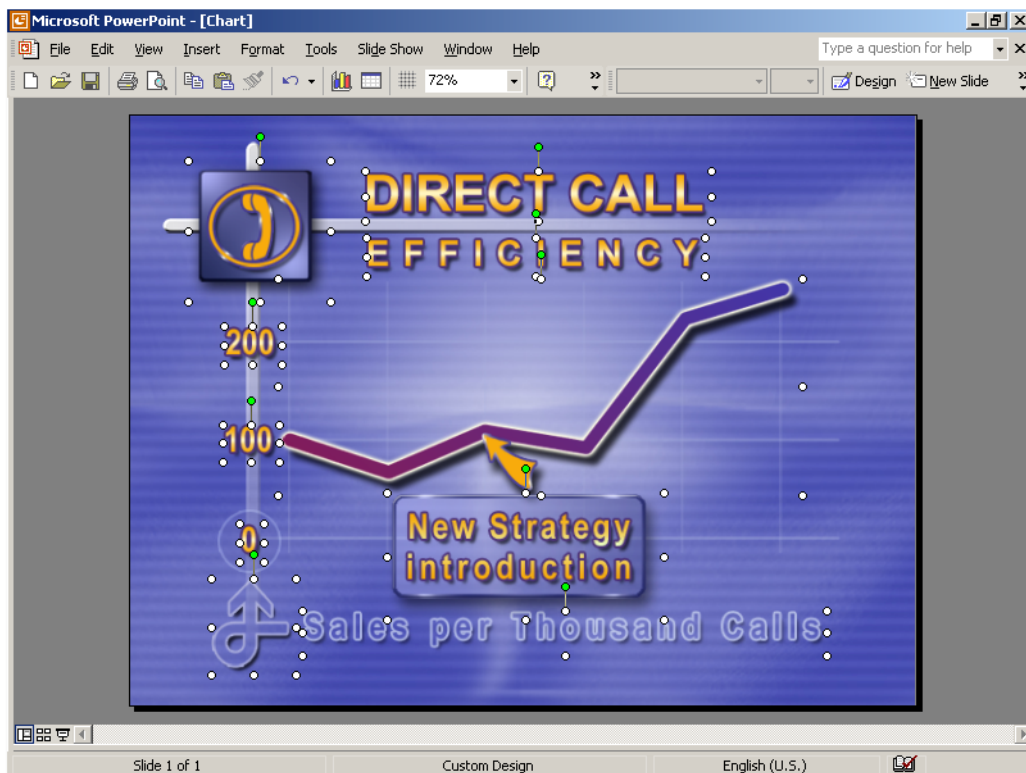 Microsoft PowerPoint - [Chart]
File Edit View Insert Format Tools Slide Show Window Help Type a question for help
72% Design New Slide
DIRECT CALL
EFFICIENCY
200
100
0
New Strategy
introduction
Sales per Thousand Calls
Slide 1 of 1 Custom Design English (U.S.)